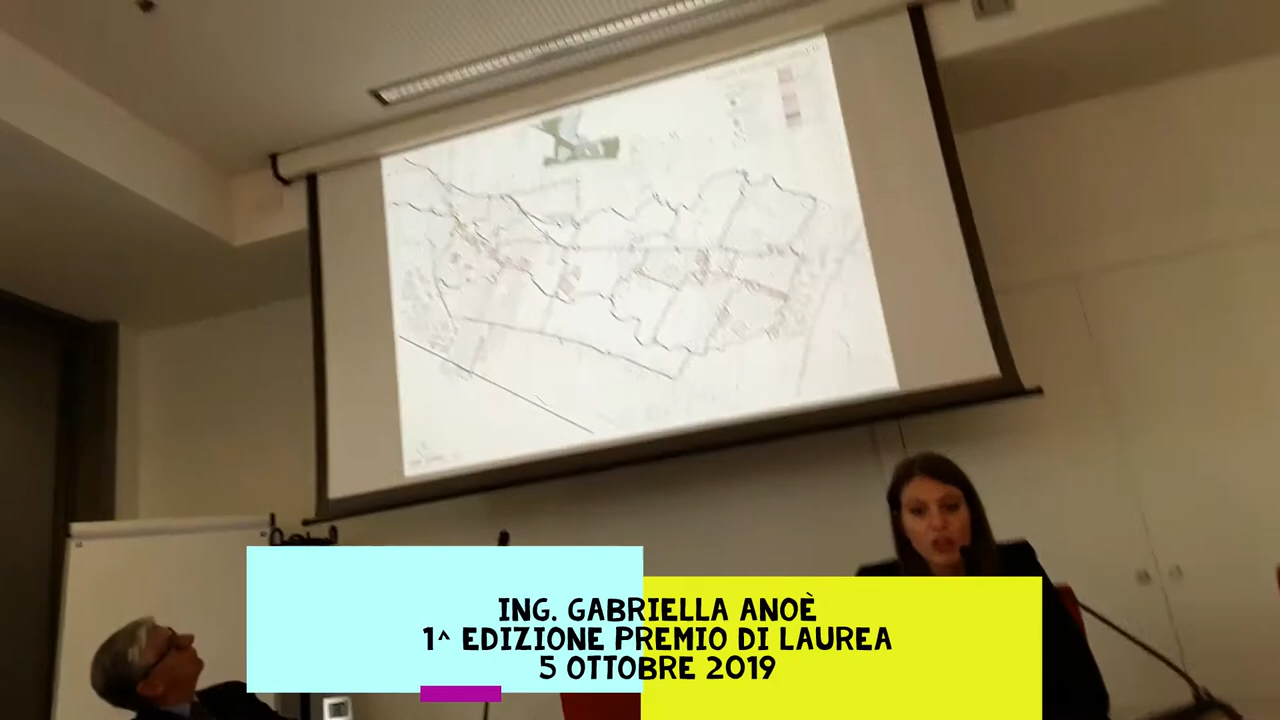 ING. GABRIELLA ANOÈ
1^ EDIZIONE PREMIO DI LAUREA
5 OTTOBRE 2019